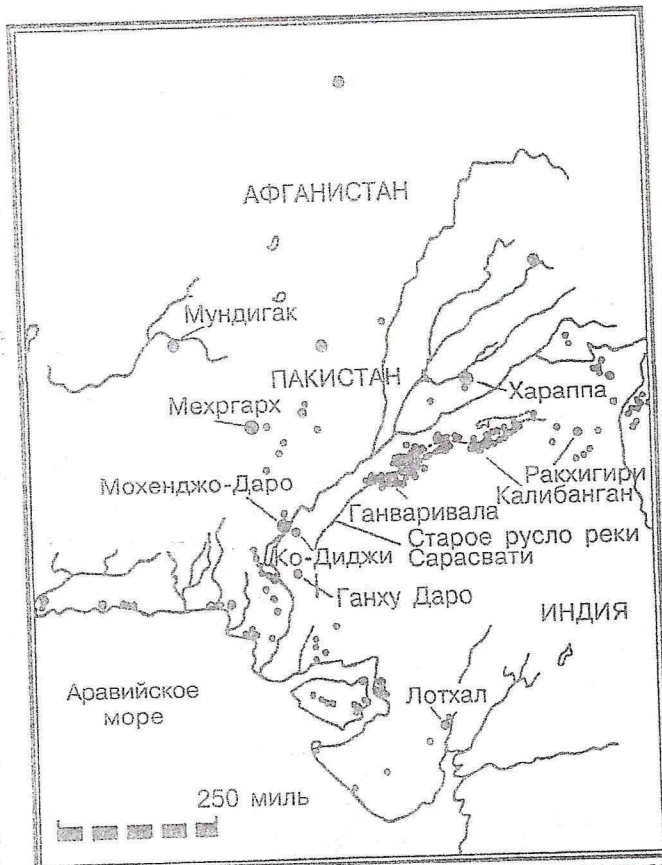 АФГАНИСТАН
Мундигак
ПАКИСТАН
Хараппа
Мехргарх
Ракхигири
Мохенджо-Даро
Калибанган
Ганваривала
Старое русло реки
Ко-Диджи
Сарасвати
Ганху Даро
ИНДИЯ
Аравийское
море
Лотхал
250 миль